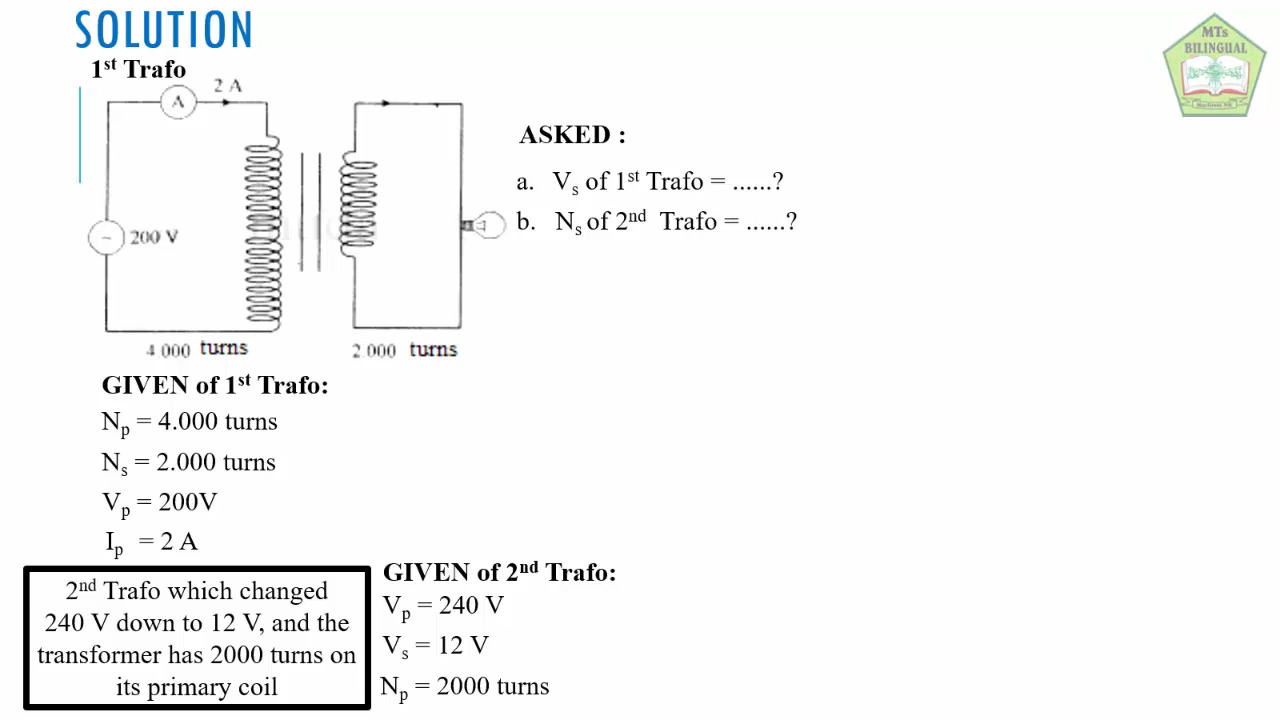 SOLUTION
1st Trafo
2 A
A
200 V
4 000 turns
2 000 turns
ASKED :
a. Vs of 1st Trafo = ......?
b. Ns of 2nd Trafo = ......?
GIVEN of 1st Trafo:
Np = 4.000 turns
Ns = 2.000 turns
Vp = 200V
Ip = 2 A
2nd Trafo which changed
240 V down to 12 V, and the
transformer has 2000 turns on
its primary coil
GIVEN of 2nd Trafo:
Vp = 240 V
Vs = 12 V
Np = 2000 turns
MTs
BILINGUAL